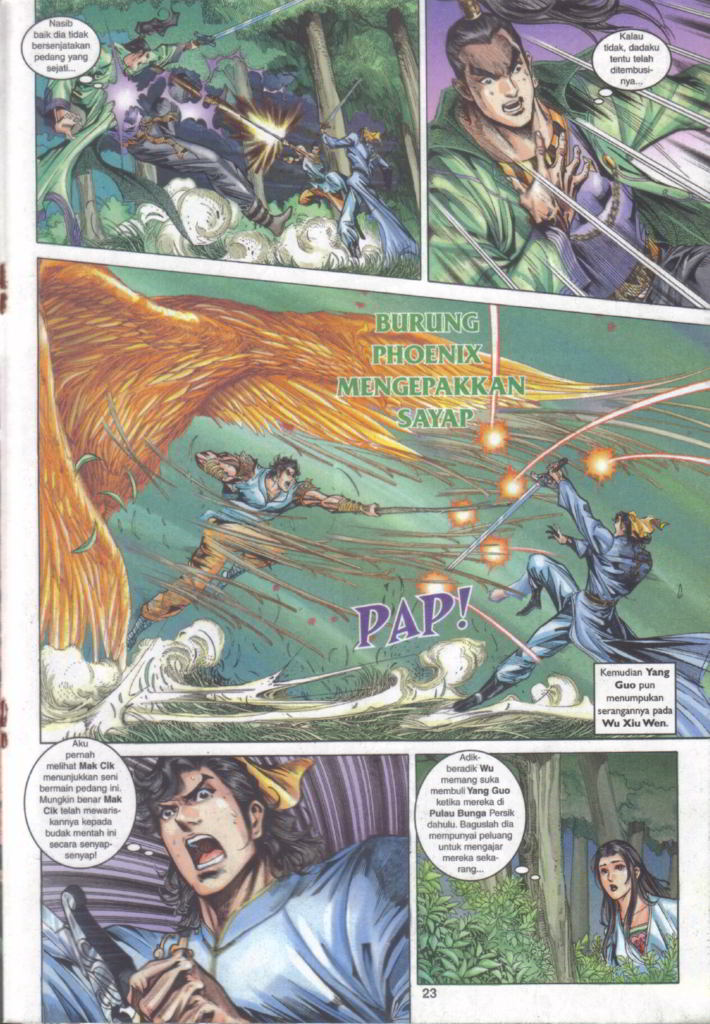 Nasib
baik dia tidak
bersenjatakan
pedang yang
sejati...
Kalau
tidak, dadaku
tentu telah
ditembusi-
nya...
BURUNG
PHOENIX
MENGEPAKKAN
SAYAP
PAP!
Kemudian Yang
Guo pun
menumpukan
serangannya pada
Wu Xiu Wen.
Aku
pernah
melihat Mak Cik
menunjukkan seni
bermain pedang ini.
Mungkin benar Mak
Cik telah mewaris-
kannya kepada
budak mentah ini
secara senyap-
senyap!
Adik-
beradik Wu
suka
membuli Yang Guo
ketika mereka di
Pulau Bunga Persik
dahulu. Baguslah dia
mempunyai peluang
untuk mengajar
mereka seka-
rang...
23